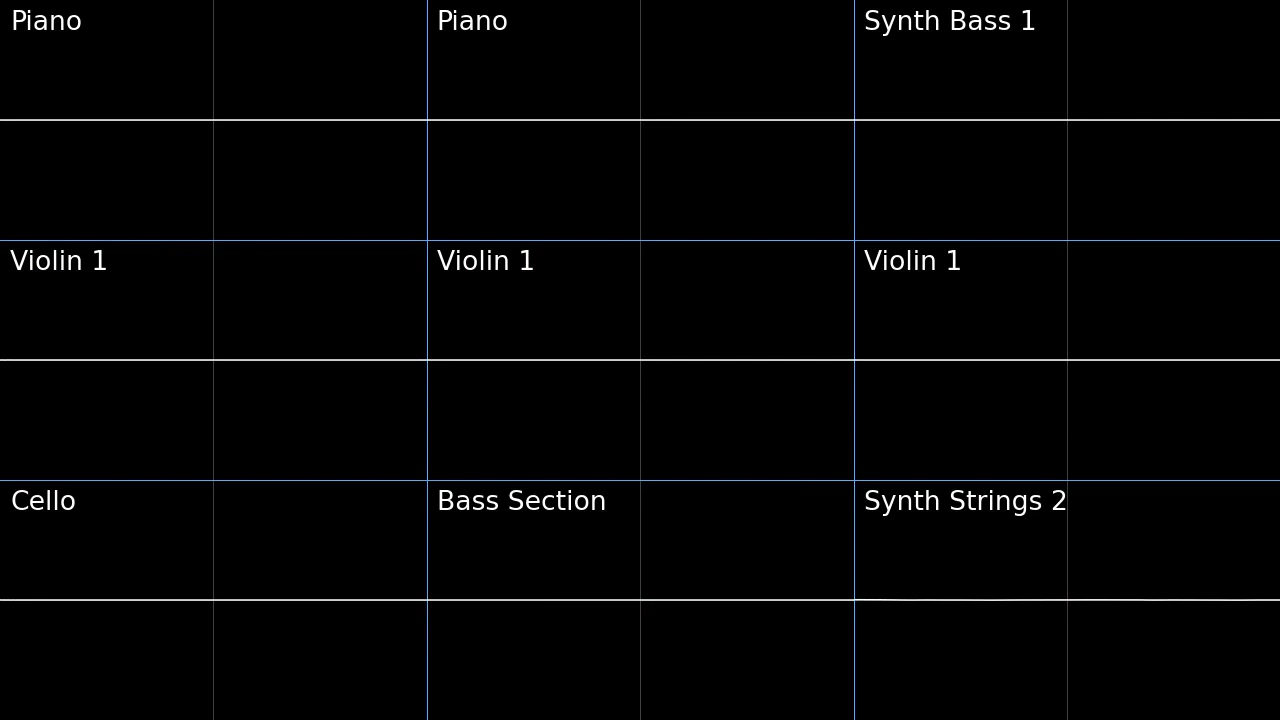 Piano
Piano
Synth Bass 1
Violin 1
Violin 1
Violin 1
Cello
Bass Section
Synth Strings 2